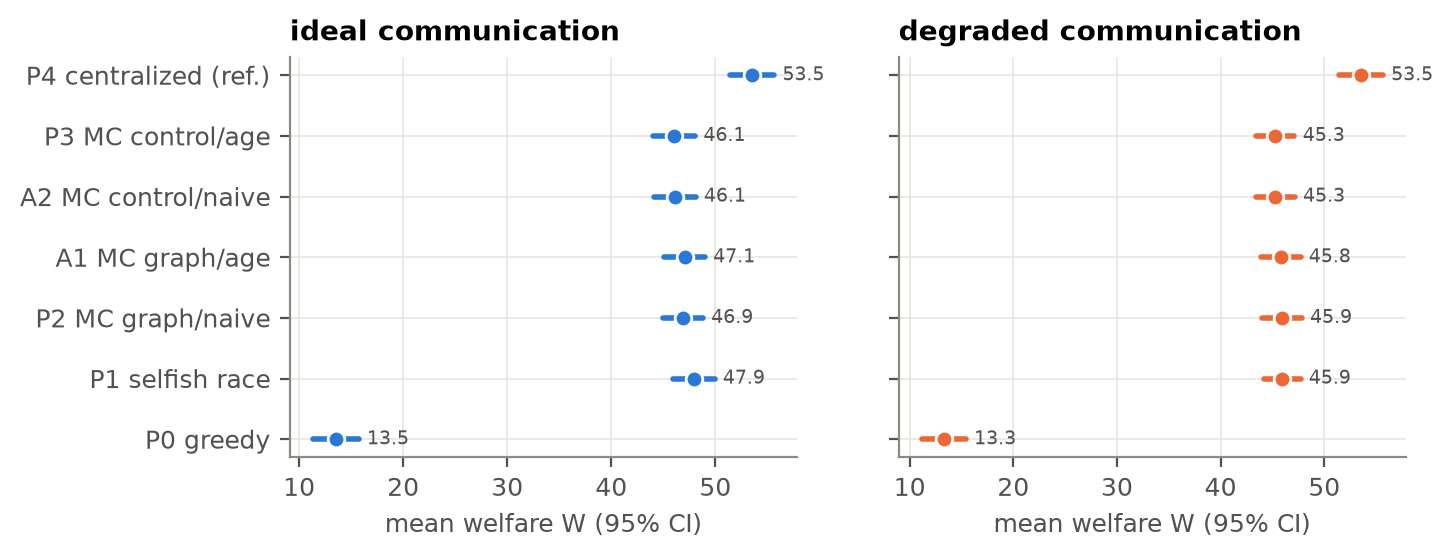 ideal communication
degraded communication
P4 centralized (ref.)
53.5
53.5
P3 MC control/age
46.1
45.3
A2 MC control/naive
46.1
45.3
A1 MC graph/age
47.1
45.8
P2 MC graph/naive
46.9
45.9
P1 selfish race
47.9
45.9
P0 greedy
13.5
13.3
10 20 30 40 50
10 20 30 40 50
mean welfare W (95% CI)
mean welfare W (95% CI)